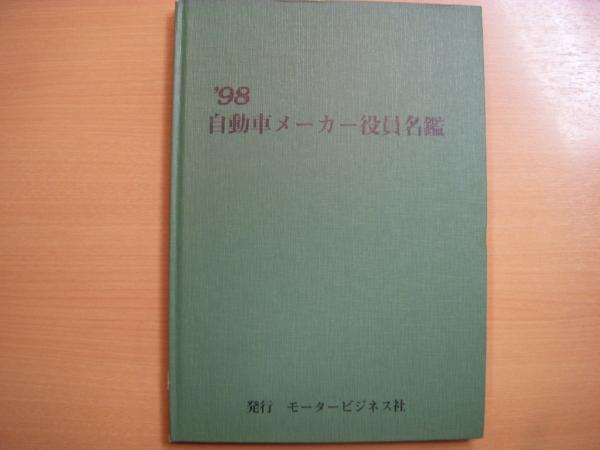 '98
自動車メーカー役員名鑑
発行 モータービジネス社